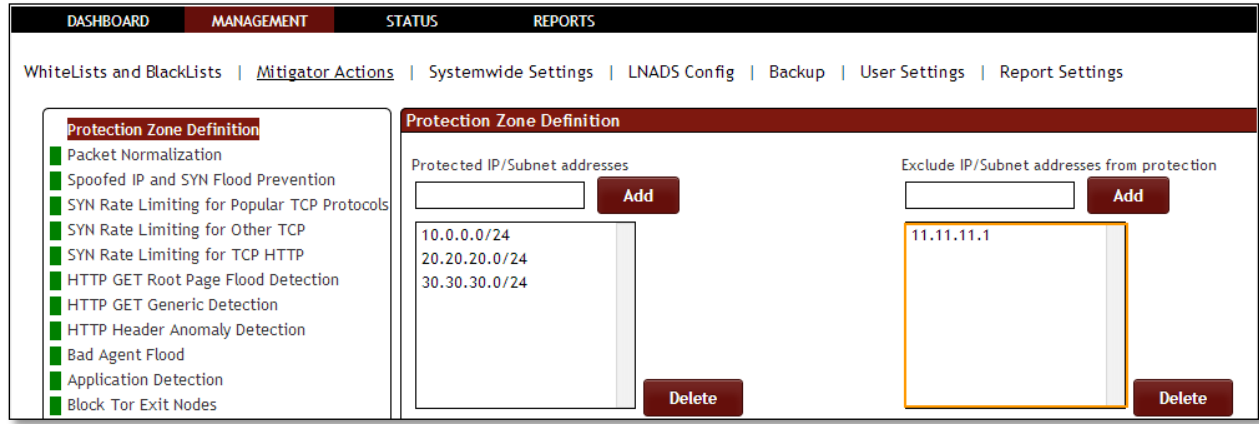 DASHBOARD MANAGEMENT STATUS REPORTS
WhiteLists and BlackLists | Mitigator Actions | Systemwide Settings | LNADS Config | Backup | User Settings | Report Settings
Protection Zone Definition
Packet Normalization
Spoofed IP and SYN Flood Prevention
SYN Rate Limiting for Popular TCP Protocols
SYN Rate Limiting for Other TCP
SYN Rate Limiting for TCP HTTP
HTTP GET Root Page Flood Detection
HTTP GET Generic Detection
HTTP Header Anomaly Detection
Bad Agent Flood
Application Detection
Block Tor Exit Nodes
Protection Zone Definition
Protected IP/Subnet addresses
Add
10.0.0.0/24
20.20.20.0/24
30.30.30.0/24
Delete
Exclude IP/Subnet addresses from protection
Add
11.11.11.1
Delete